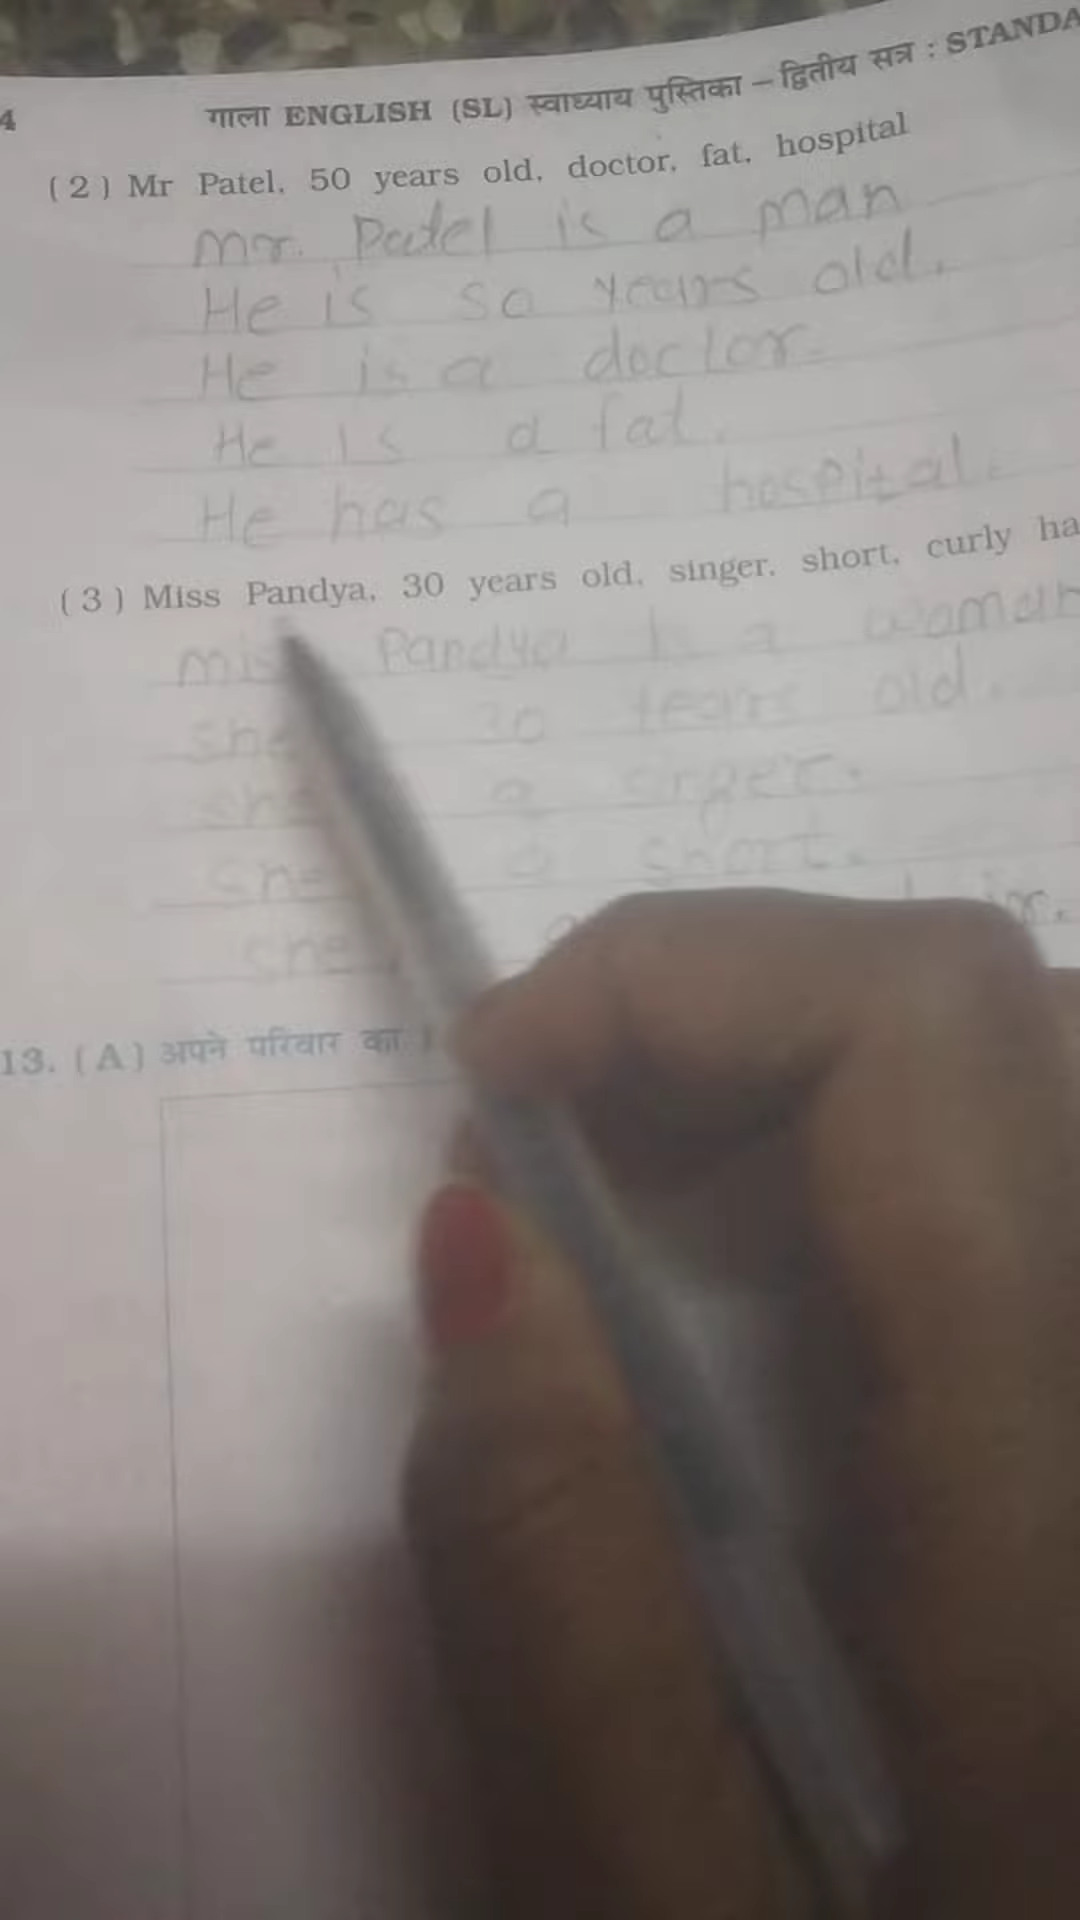 4 गाला ENGLISH (SL) स्वाध्याय पुस्तिका – द्वितीय सत्र : STANDA
(2) Mr Patel, 50 years old, doctor, fat, hospital
Mr. Patel is a man
He is 50 years old.
He is a doctor.
He is a fat.
He has a hospital.
(3) Miss Pandya, 30 years old, singer, short, curly ha
Pandya is a woman
30 years old.
a
a short.
she
13. (A) अपने परिवार का